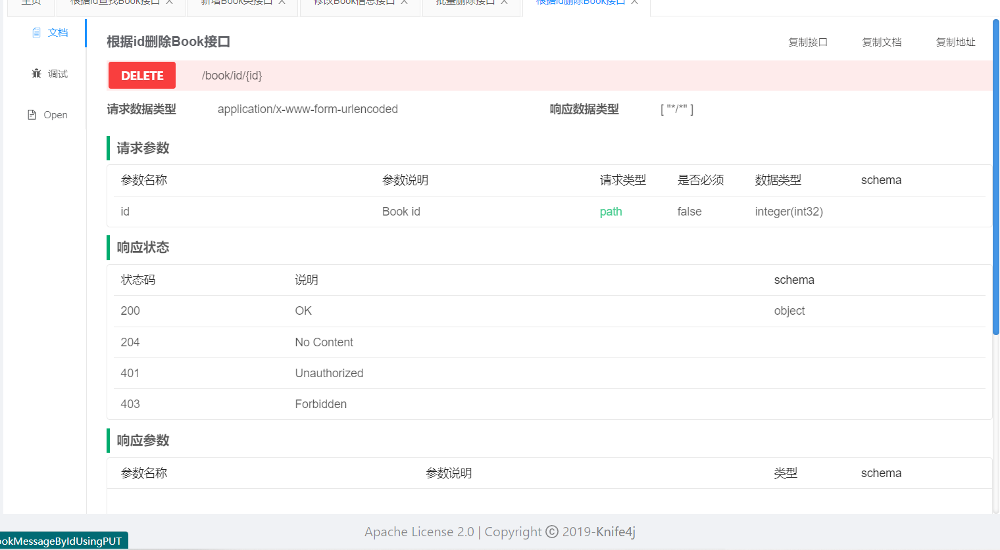 主页 根据id查找Book接口 新增Book类接口 修改Book信息接口 批量删除接口 根据id删除Book接口
文档
调试
Open
根据id删除Book接口 复制接口 复制文档 复制地址
DELETE /book/id/{id}
请求数据类型 application/x-www-form-urlencoded 响应数据类型 [ "*/*" ]
请求参数
参数名称 参数说明 请求类型 是否必须 数据类型 schema
id Book id path false integer(int32)
响应状态
状态码 说明 schema
200 OK object
204 No Content
401 Unauthorized
403 Forbidden
响应参数
参数名称 参数说明 类型 schema
Apache License 2.0 | Copyright © 2019-Knife4j
ookMessageByIdUsingPUT